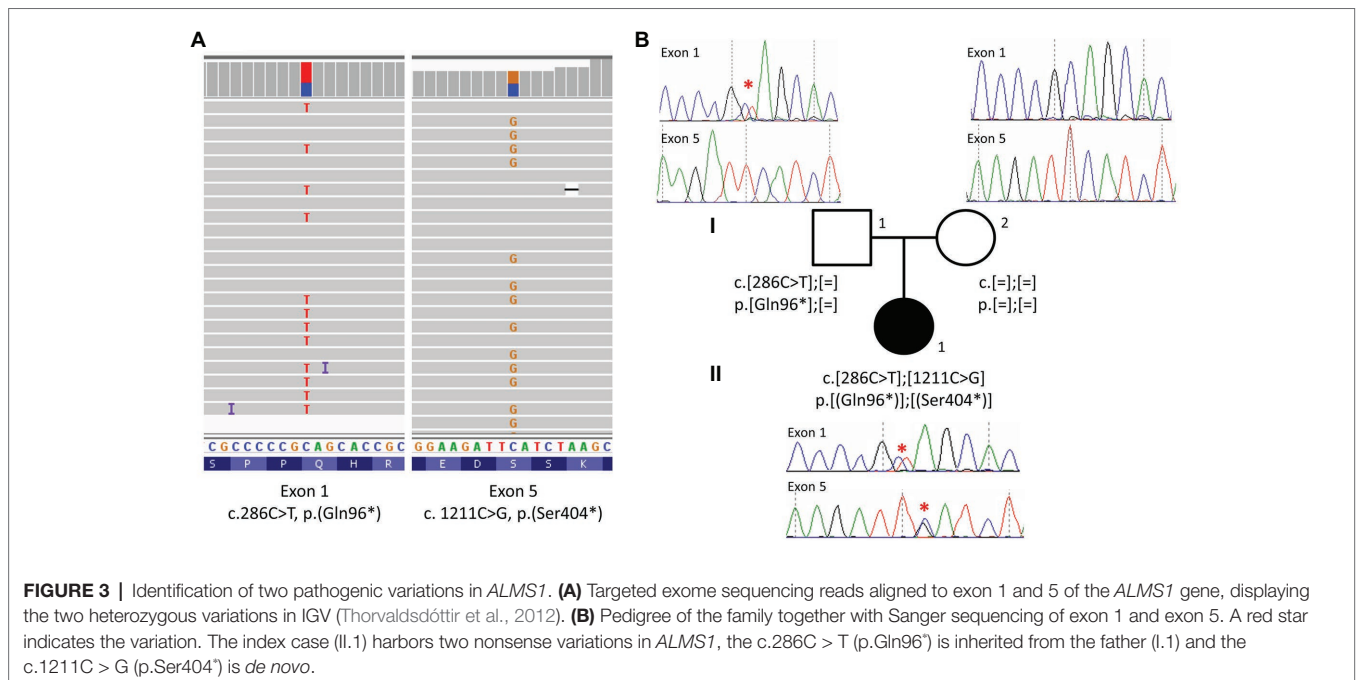 A
T
G
G
T
G
G
T
T
G
G
T G
T
T G
T
T G
T G
T
T G
G
C G C C C C C G C A G C A C C G C
G G A A G A T T C A T C T A A G C
S P P Q H R
E D S S K
Exon 1
c.286C>T, p.(Gln96*)
Exon 5
c. 1211C>G, p.(Ser404*)
B
Exon 1
*
Exon 5
Exon 1
Exon 5
I
1
2
c.[286C>T];[=]
p.[Gln96*];[=]
c.[=];[=]
p.[=];[=]
1
II
c.[286C>T];[1211C>G]
p.[(Gln96*)];[(Ser404*)]
Exon 1
*
Exon 5
*
FIGURE 3 | Identification of two pathogenic variations in ALMS1. (A) Targeted exome sequencing reads aligned to exon 1 and 5 of the ALMS1 gene, displaying
the two heterozygous variations in IGV (Thorvaldsdóttir et al., 2012). (B) Pedigree of the family together with Sanger sequencing of exon 1 and exon 5. A red star
indicates the variation. The index case (II.1) harbors two nonsense variations in ALMS1, the c.286C > T (p.Gln96*) is inherited from the father (I.1) and the
c.1211C > G (p.Ser404*) is de novo.